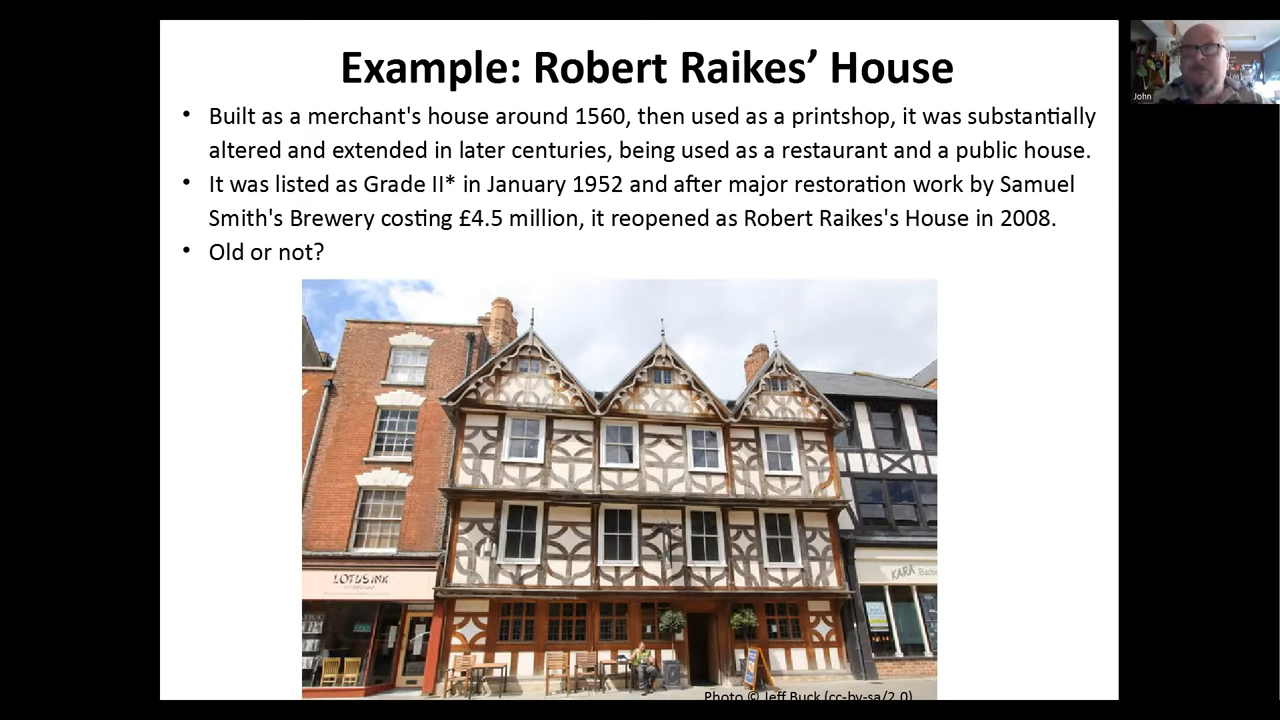 Example: Robert Raikes’ House
• Built as a merchant's house around 1560, then used as a printshop, it was substantially
altered and extended in later centuries, being used as a restaurant and a public house.
• It was listed as Grade II* in January 1952 and after major restoration work by Samuel
Smith's Brewery costing £4.5 million, it reopened as Robert Raikes's House in 2008.
• Old or not?
LOTUS INK
KARA
Photo © Jeff Buck (cc-by-sa/2.0)
John